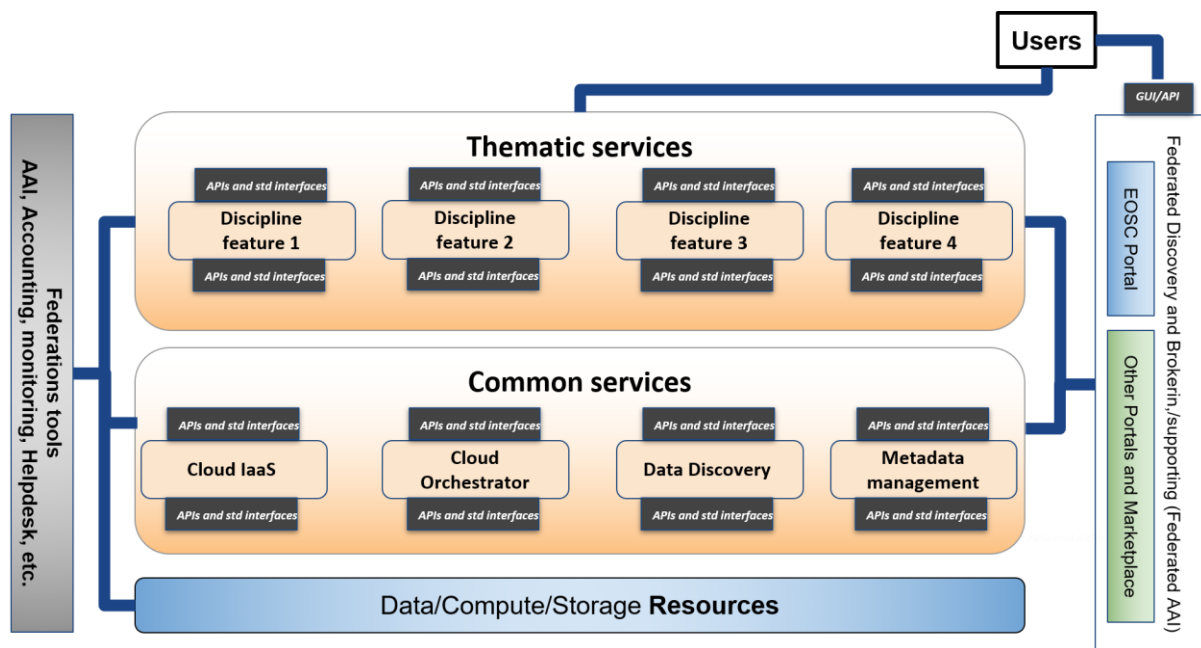 Users
GUI/API
Thematic services
APIs and std interfaces
APIs and std interfaces
APIs and std interfaces
APIs and std interfaces
Discipline
feature 1
Discipline
feature 2
Discipline
feature 3
Discipline
feature 4
APIs and std interfaces
APIs and std interfaces
APIs and std interfaces
APIs and std interfaces
Common services
APIs and std interfaces
APIs and std interfaces
APIs and std interfaces
APIs and std interfaces
Cloud IaaS
Cloud
Orchestrator
Data Discovery
Metadada
management
APIs and std interfaces
APIs and std interfaces
APIs and std interfaces
APIs and std interfaces
Data/Compute/Storage Resources
Federations tools
AAI, Accounting, monitoring, Helpdesk, etc.
Federated Discovery and Brokerin,/supporting (Federated AAI)
EOSC Portal
Other Portals and Marketplace